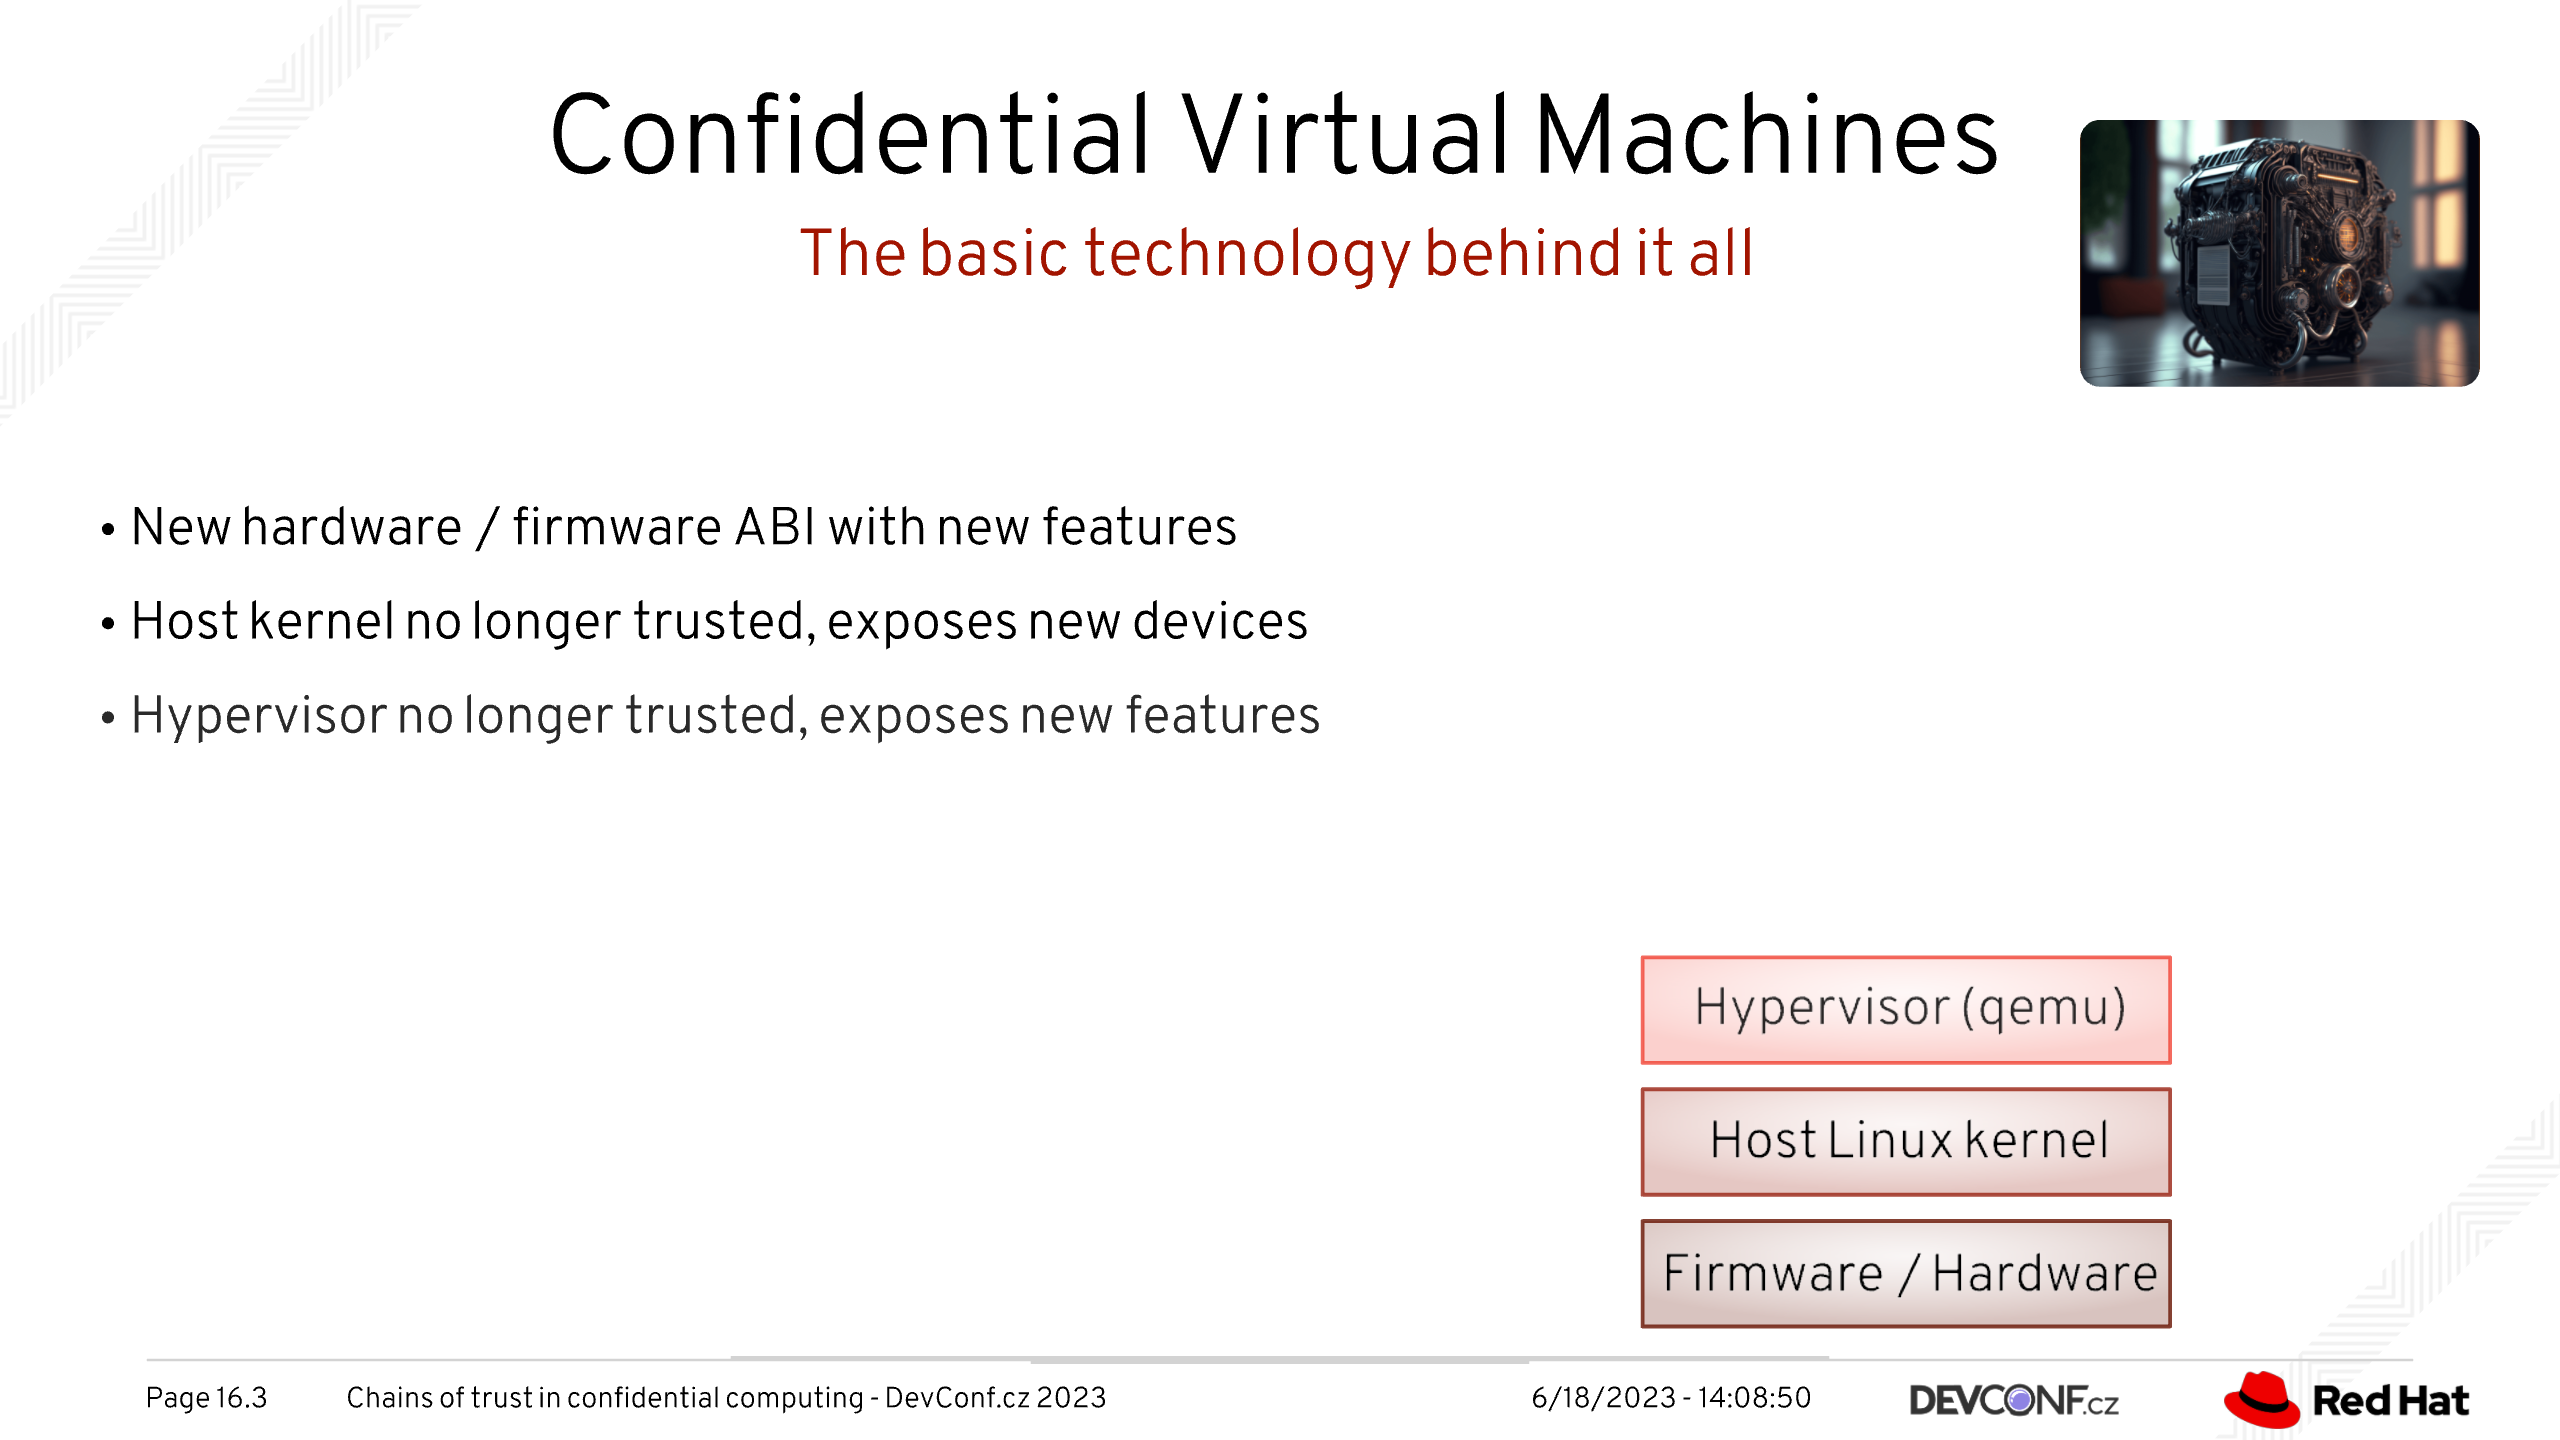 Confidential Virtual Machines
The basic technology behind it all
• New hardware / firmware ABI with new features
• Host kernel no longer trusted, exposes new devices
• Hypervisor no longer trusted, exposes new features
Hypervisor (qemu)
Host Linux kernel
Firmware / Hardware
Page 16.3 Chains of trust in confidential computing - DevConf.cz 2023 6/18/2023 - 14:08:50 DEVCONF.cz Red Hat